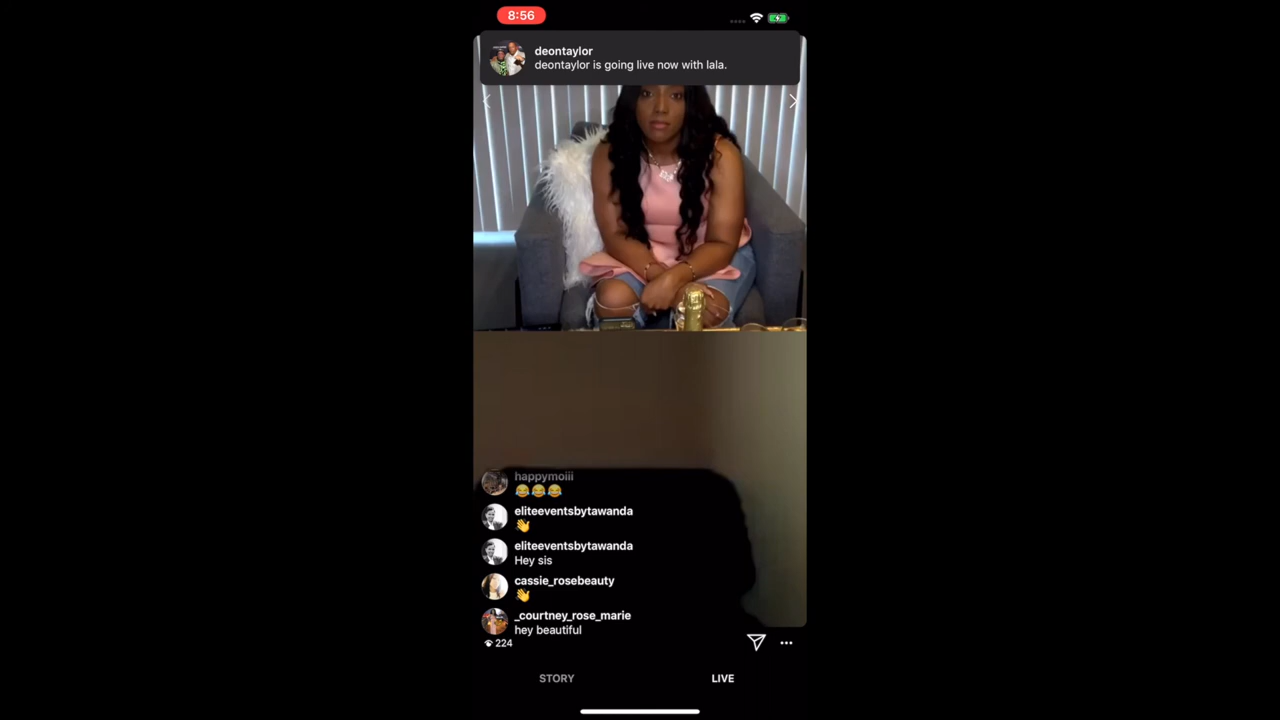 8:56
deontaylor
deontaylor is going live now with lala.
happymoiii
😂😂😂
eliteeventsbytawanda
👋
eliteeventsbytawanda
Hey sis
cassie_rosebeauty
👋
_courtney_rose_marie
hey beautiful
224
STORY LIVE